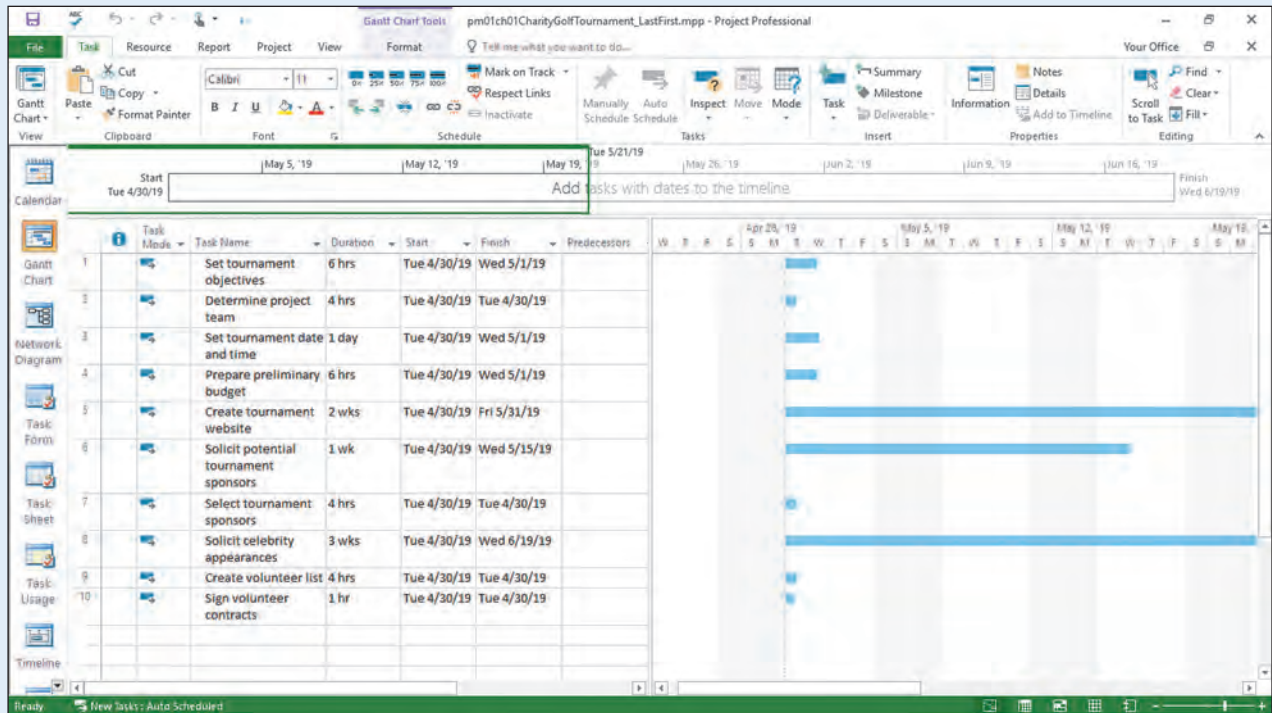 Gantt Chart Tools pm01ch01CharityGolfTournament_LastFirst.mpp - Project Professional
File Task Resource Report Project View Format Tell me what you want to do... Your Office
Gantt Chart
View
Paste
Cut
Copy
Format Painter
Clipboard
Calibri 11
B I U A
Font
0× 25× 50× 75× 100×
Mark on Track
Respect Links
Inactivate
Schedule
Manually Schedule
Auto Schedule
Inspect Move Mode
Tasks
Task
Summary
Milestone
Deliverable
Insert
Information
Notes
Details
Add to Timeline
Properties
Scroll to Task
Find
Clear
Fill
Editing
Tue 5/21/19
May 5, '19 May 12, '19 May 19, '19 May 26, '19 Jun 2, '19 Jun 9, '19 Jun 16, '19
Start
Tue 4/30/19
Add tasks with dates to the timeline
Finish
Wed 6/19/19
Calendar
Gantt Chart
Network Diagram
Task Form
Task Sheet
Task Usage
Timeline
Task Mode Task Name Duration Start Finish Predecessors
1 Set tournament objectives 6 hrs Tue 4/30/19 Wed 5/1/19
2 Determine project team 4 hrs Tue 4/30/19 Tue 4/30/19
3 Set tournament date and time 1 day Tue 4/30/19 Wed 5/1/19
4 Prepare preliminary budget 6 hrs Tue 4/30/19 Wed 5/1/19
5 Create tournament website 2 wks Tue 4/30/19 Fri 5/31/19
6 Solicit potential tournament sponsors 1 wk Tue 4/30/19 Wed 5/15/19
7 Select tournament sponsors 4 hrs Tue 4/30/19 Tue 4/30/19
8 Solicit celebrity appearances 3 wks Tue 4/30/19 Wed 6/19/19
9 Create volunteer list 4 hrs Tue 4/30/19 Tue 4/30/19
10 Sign volunteer contracts 1 hr Tue 4/30/19 Tue 4/30/19
Apr 28, '19 May 5, '19 May 12, '19 May 19,
W T F S S M T W T F S S M T W T F S S M T W T F S S M
Ready New Tasks : Auto Scheduled